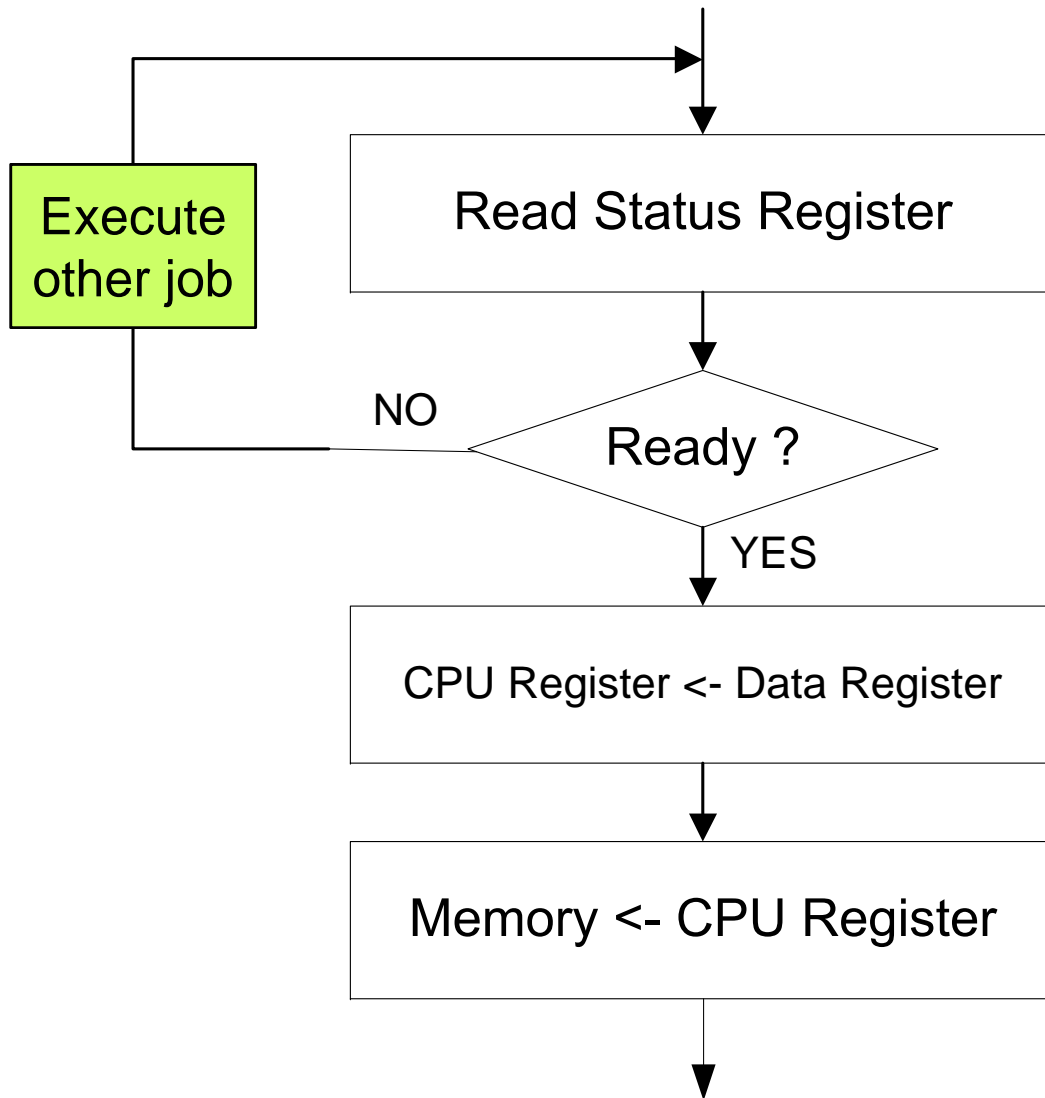 Read Status Register
Execute
other job
NO
Ready ?
YES
CPU Register <- Data Register
Memory <- CPU Register